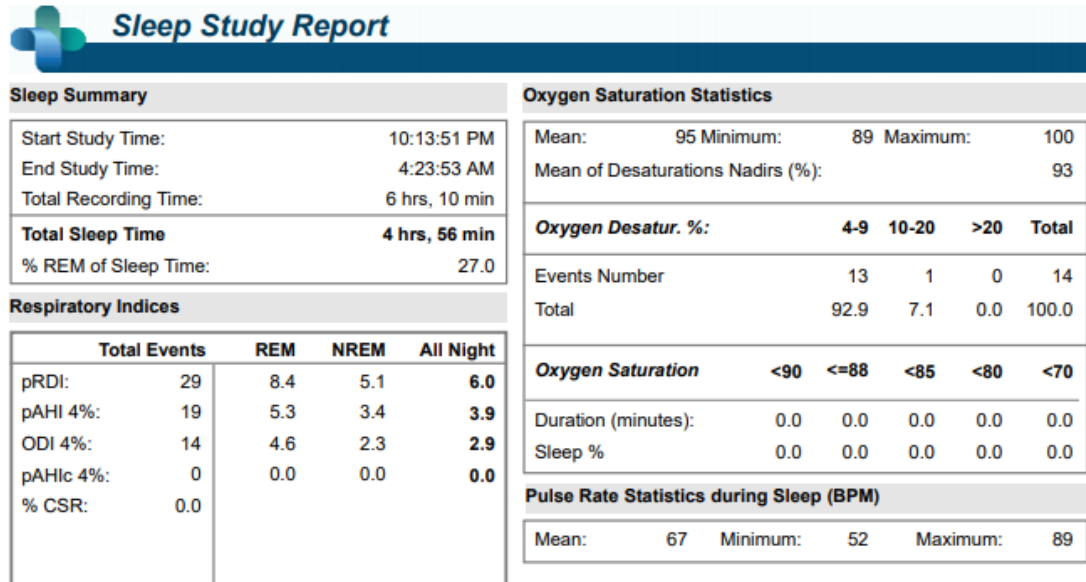 Sleep Study Report
Sleep Summary
Start Study Time: 10:13:51 PM
End Study Time: 4:23:53 AM
Total Recording Time: 6 hrs, 10 min
Total Sleep Time 4 hrs, 56 min
% REM of Sleep Time: 27.0
Respiratory Indices
Total Events REM NREM All Night
pRDI: 29 8.4 5.1 6.0
pAHI 4%: 19 5.3 3.4 3.9
ODI 4%: 14 4.6 2.3 2.9
pAHIc 4%: 0 0.0 0.0 0.0
% CSR: 0.0
Oxygen Saturation Statistics
Mean: 95 Minimum: 89 Maximum: 100
Mean of Desaturations Nadirs (%): 93
Oxygen Desatur. %: 4-9 10-20 >20 Total
Events Number 13 1 0 14
Total 92.9 7.1 0.0 100.0
Oxygen Saturation <90 <=88 <85 <80 <70
Duration (minutes): 0.0 0.0 0.0 0.0 0.0
Sleep % 0.0 0.0 0.0 0.0 0.0
Pulse Rate Statistics during Sleep (BPM)
Mean: 67 Minimum: 52 Maximum: 89